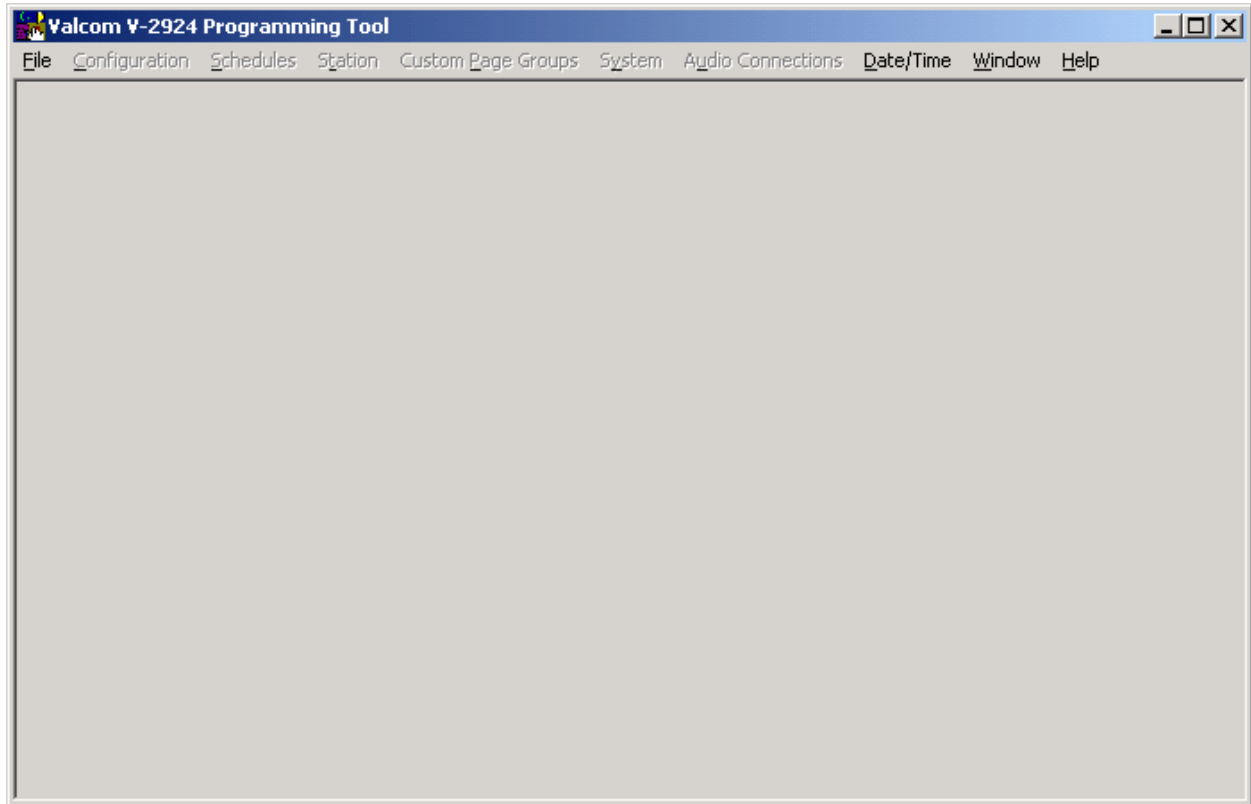 Valcom V-2924 Programming Tool
File Configuration Schedules Station Custom Page Groups System Audio Connections Date/Time Window Help